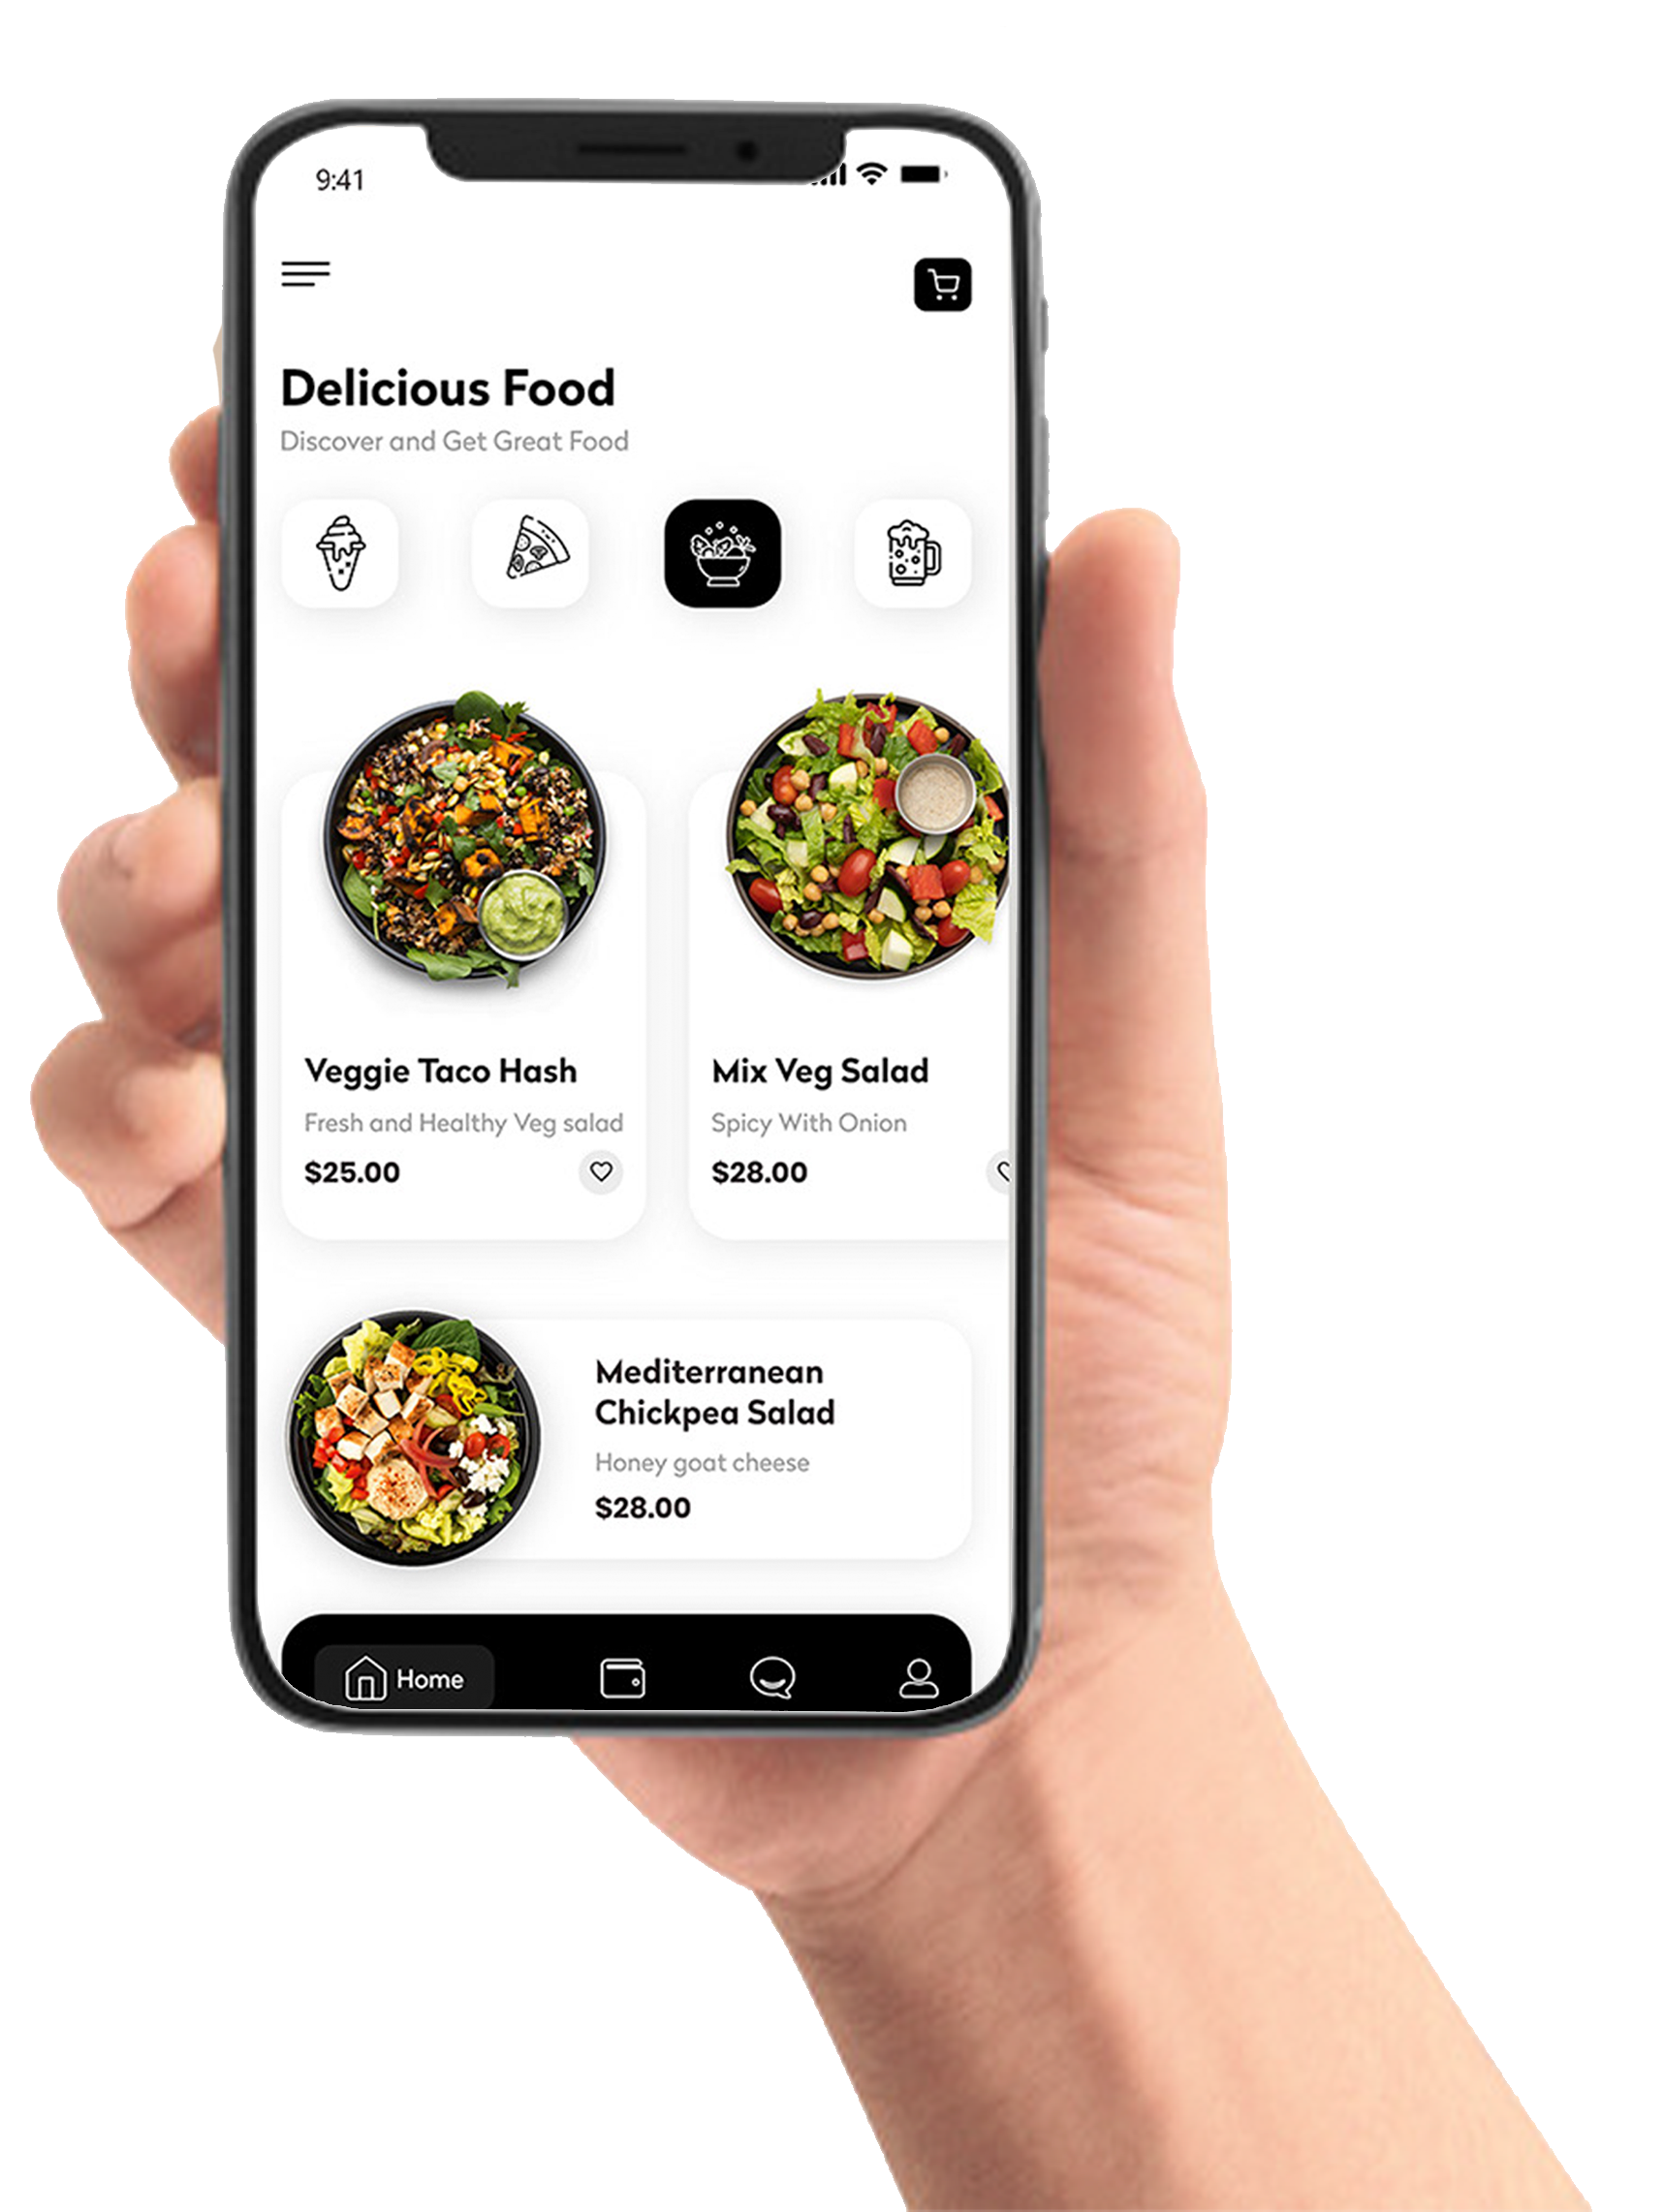 9:41
Delicious Food
Discover and Get Great Food
Veggie Taco Hash
Fresh and Healthy Veg salad
$25.00
Mix Veg Salad
Spicy With Onion
$28.00
Mediterranean
Chickpea Salad
Honey goat cheese
$28.00
Home